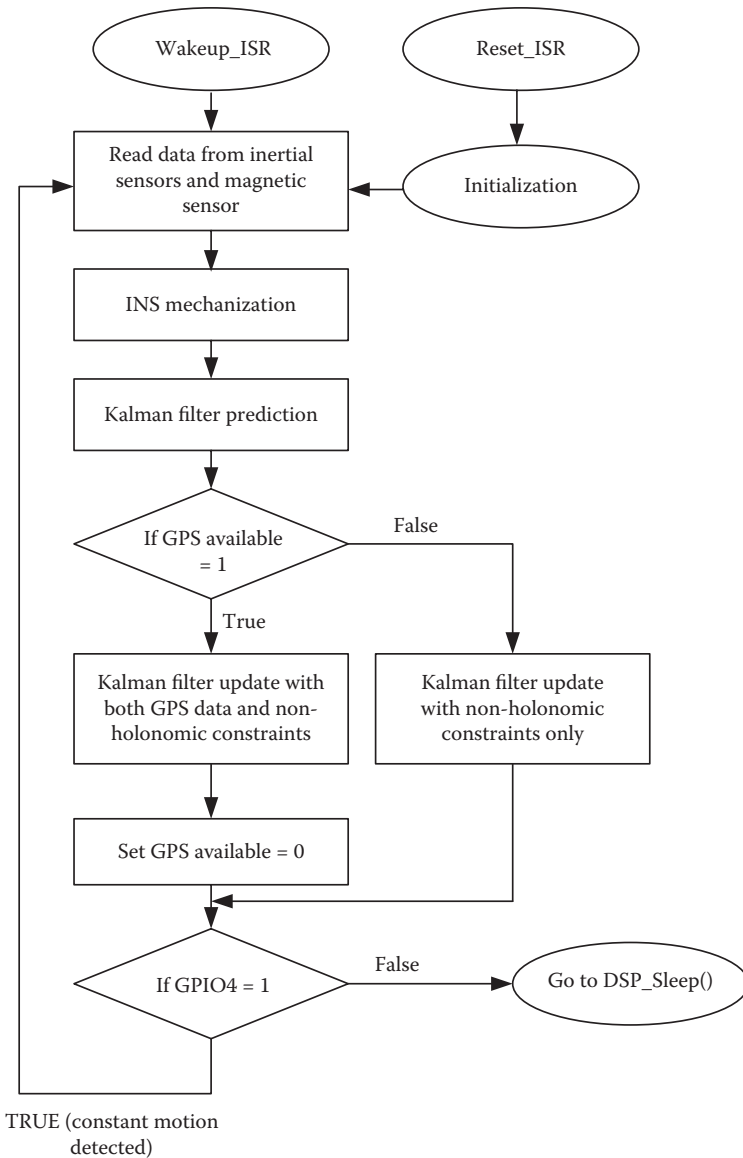 Wakeup_ISR
Reset_ISR
Read data from inertial
sensors and magnetic
sensor
Initialization
INS mechanization
Kalman filter prediction
If GPS available
= 1
False
True
Kalman filter update with
both GPS data and non-
holonomic constraints
Kalman filter update
with non-holonomic
constraints only
Set GPS available = 0
If GPIO4 = 1
False
Go to DSP_Sleep()
TRUE (constant motion
detected)